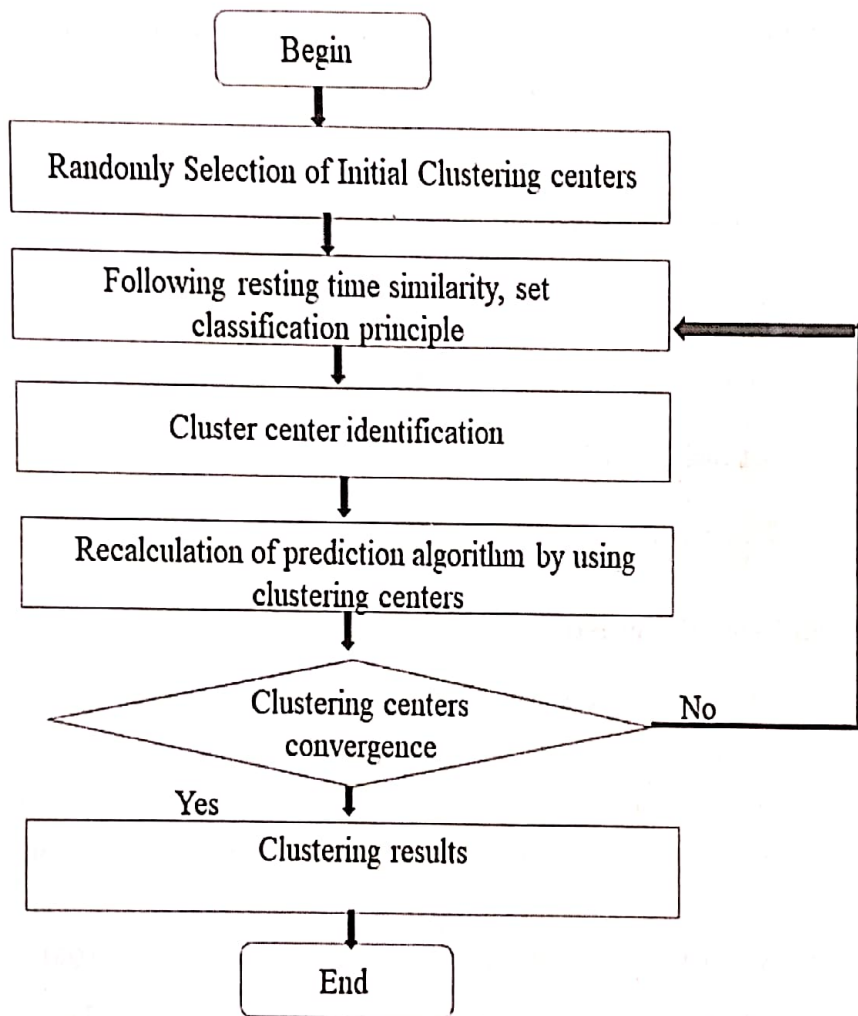 Begin
Randomly Selection of Initial Clustering centers
Following resting time similarity, set
classification principle
Cluster center identification
Recalculation of prediction algorithm by using
clustering centers
Clustering centers
convergence
No
Yes
Clustering results
End